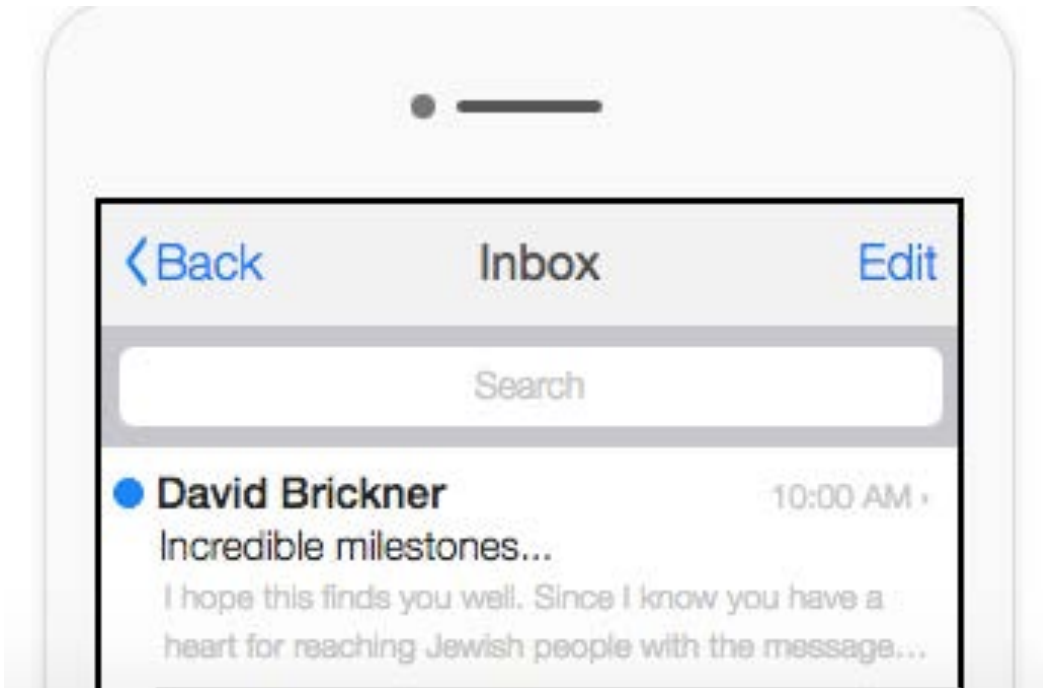 Back Inbox Edit
Search
David Brickner 10:00 AM
Incredible milestones...
I hope this finds you well. Since I know you have a
heart for reaching Jewish people with the message...